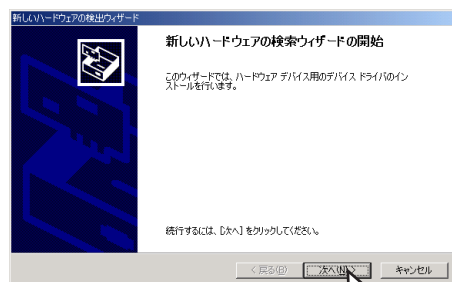 新しいハードウェアの検出ウィザード
新しいハードウェアの検索ウィザードの開始
このウィザードでは、ハードウェア デバイス用のデバイス ドライバのイン
ストールを行います。
続行するには、[次へ] をクリックしてください。
< 戻る(B) 次へ(N) > キャンセル